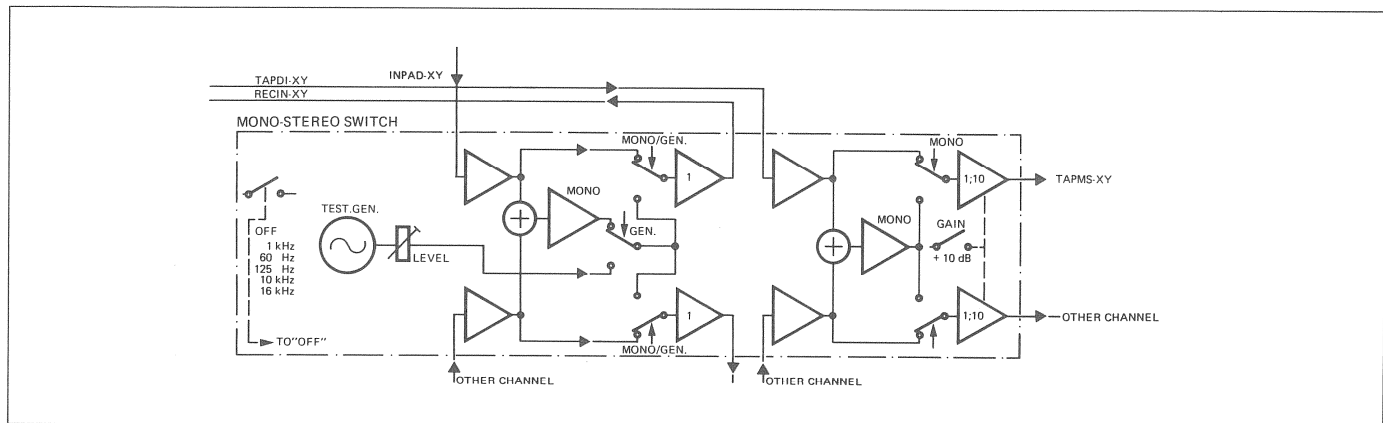 INPAD-XY
TAPDI-XY
RECIN-XY
MONO-STEREO SWITCH
MONO/GEN.
MONO
1
1;10
TAPMS-XY
TEST.GEN.
MONO
MONO
OFF
1 kHz
60 Hz
125 Hz
10 kHz
16 kHz
GEN.
GAIN
+ 10 dB
LEVEL
1
1;10
OTHER CHANNEL
TO"OFF"
MONO/GEN.
OTHER CHANNEL
OTHER CHANNEL